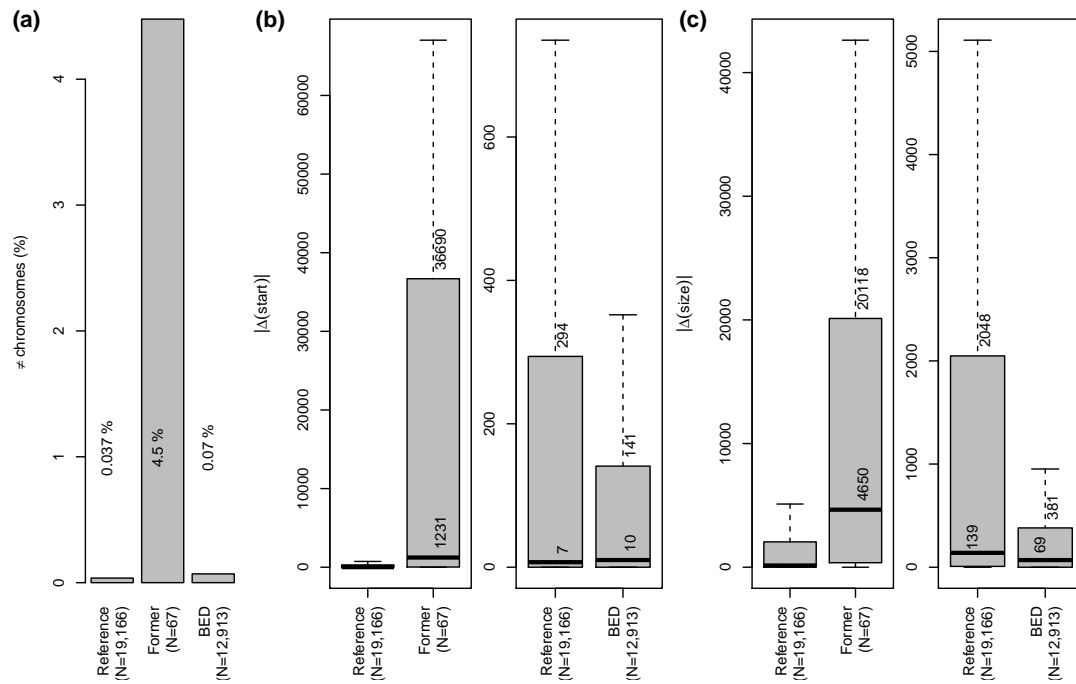 (a)
≠ chromosomes (%)
4
3
2
1
0
0.037 %
4.5 %
0.07 %
Reference
(N=19,166)
Former
(N=67)
BED
(N=12,913)
(b)
|Δ(start)|
60000
50000
40000
30000
20000
10000
0
36690
1231
Reference
(N=19,166)
Former
(N=67)
600
400
200
0
294
7
141
10
Reference
(N=19,166)
BED
(N=12,913)
(c)
|Δ(size)|
40000
30000
20000
10000
0
20118
4650
Reference
(N=19,166)
Former
(N=67)
5000
4000
3000
2000
1000
0
2048
139
381
69
Reference
(N=19,166)
BED
(N=12,913)